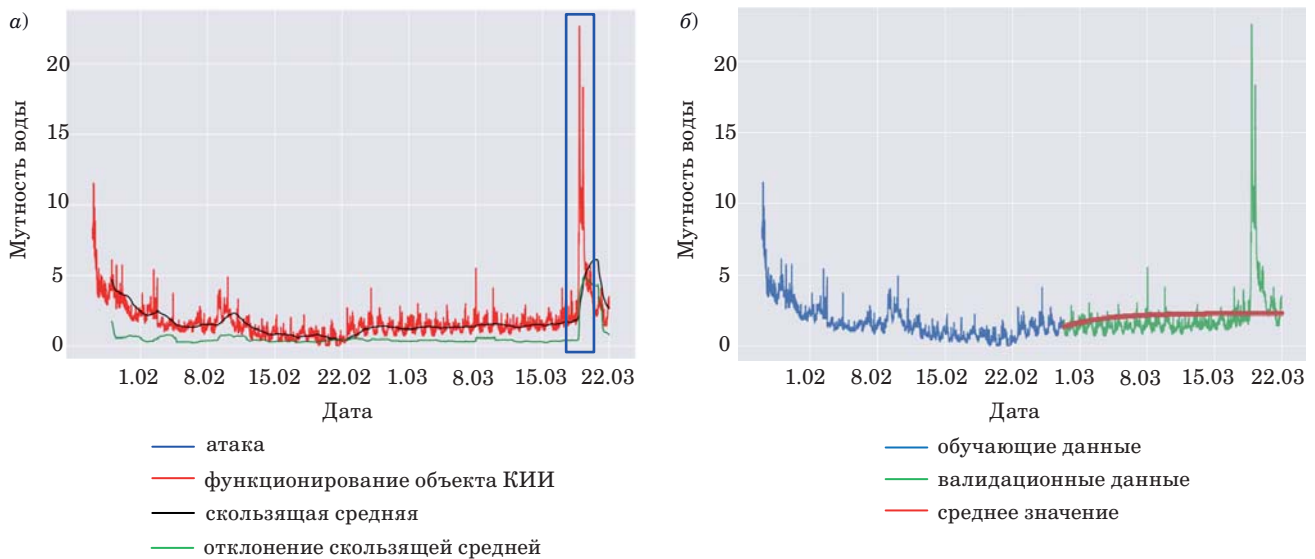 а)
Мутность воды
20
15
10
5
0
1.02 8.02 15.02 22.02 1.03 8.03 15.03 22.03
Дата
атака
функционирование объекта КИИ
скользящая средняя
отклонение скользящей средней
б)
Мутность воды
20
15
10
5
0
1.02 8.02 15.02 22.02 1.03 8.03 15.03 22.03
Дата
обучающие данные
валидационные данные
среднее значение